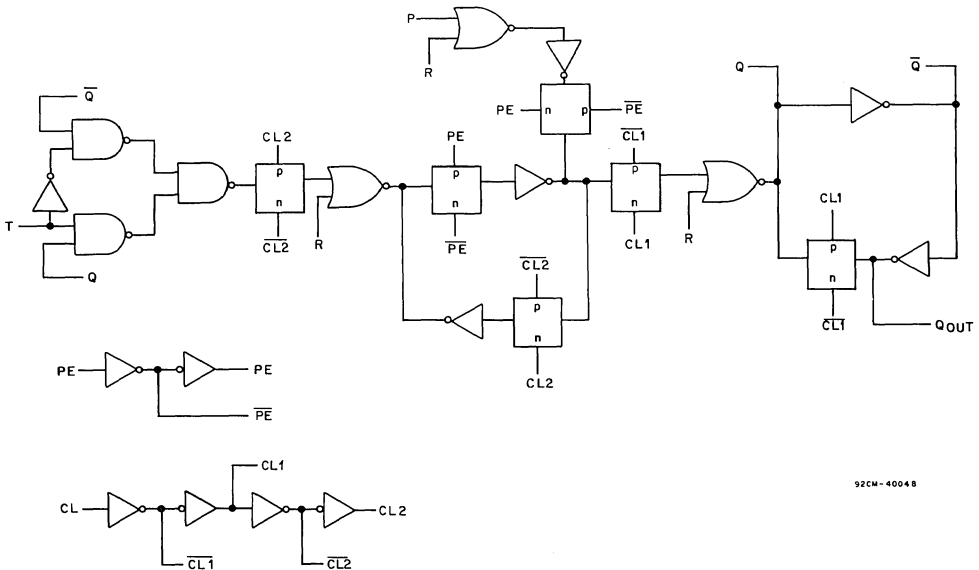 P
R
Q̅
Q
Q̅
PE
n
p
P̅E̅
CL2
PE
C̅L̅1̅
p
p
p
n
n
n
T
R
R
C̅L̅2̅
P̅E̅
CL1
CL1
Q
C̅L̅2̅
p
n
p
n
C̅L̅1̅
QOUT
CL2
PE
PE
P̅E̅
CL1
92CM-40048
CL
CL2
C̅L̅1̅
C̅L̅2̅